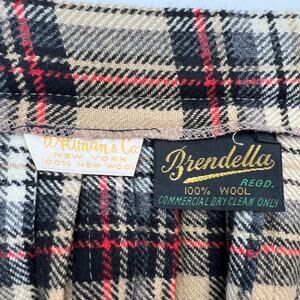 B. Altman & Co.
NEW YORK
100% NEW WOOL
Brendella
REGD.
100% WOOL
COMMERCIAL DRY CLEAN ONLY